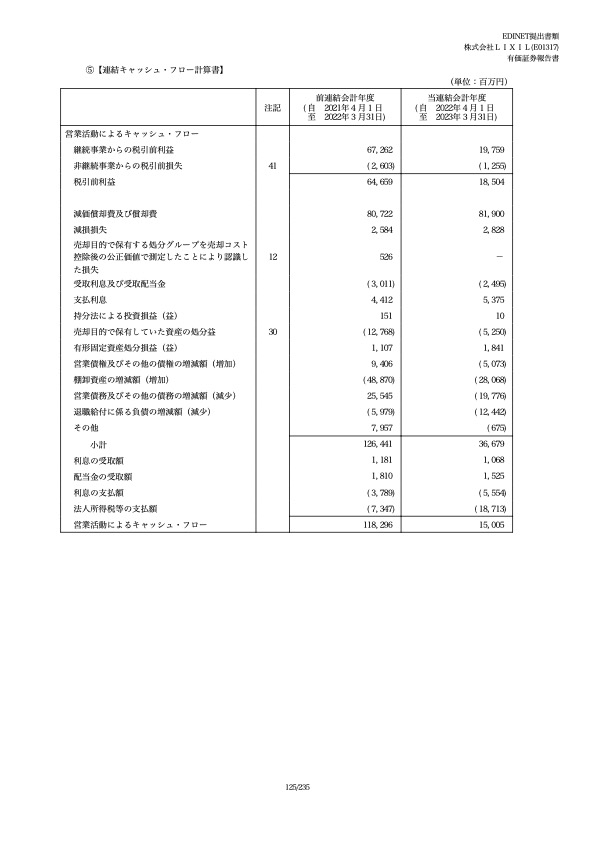 EDINET提出書類
株式会社ＬＩＸＩＬ(E01317)
有価証券報告書
⑤【連結キャッシュ・フロー計算書】
(単位：百万円)
注記 前連結会計年度 当連結会計年度
(自 2021年４月１日 (自 2022年４月１日
至 2022年３月31日) 至 2023年３月31日)
営業活動によるキャッシュ・フロー
継続事業からの税引前利益 67,262 19,759
非継続事業からの税引前損失 41 (2,603) (1,255)
税引前利益 64,659 18,504
減価償却費及び償却費 80,722 81,900
減損損失 2,584 2,828
売却目的で保有する処分グループを売却コスト
控除後の公正価値で測定したことにより認識し 12 526 －
た損失
受取利息及び受取配当金 (3,011) (2,495)
支払利息 4,412 5,375
持分法による投資損益（益） 151 10
売却目的で保有していた資産の処分益 30 (12,768) (5,250)
有形固定資産処分損益（益） 1,107 1,841
営業債権及びその他の債権の増減額（増加） 9,406 (5,073)
棚卸資産の増減額（増加） (48,870) (28,068)
営業債務及びその他の債務の増減額（減少） 25,545 (19,776)
退職給付に係る負債の増減額（減少） (5,979) (12,442)
その他 7,957 (675)
小計 126,441 36,679
利息の受取額 1,181 1,068
配当金の受取額 1,810 1,525
利息の支払額 (3,789) (5,554)
法人所得税等の支払額 (7,347) (18,713)
営業活動によるキャッシュ・フロー 118,296 15,005
125/235